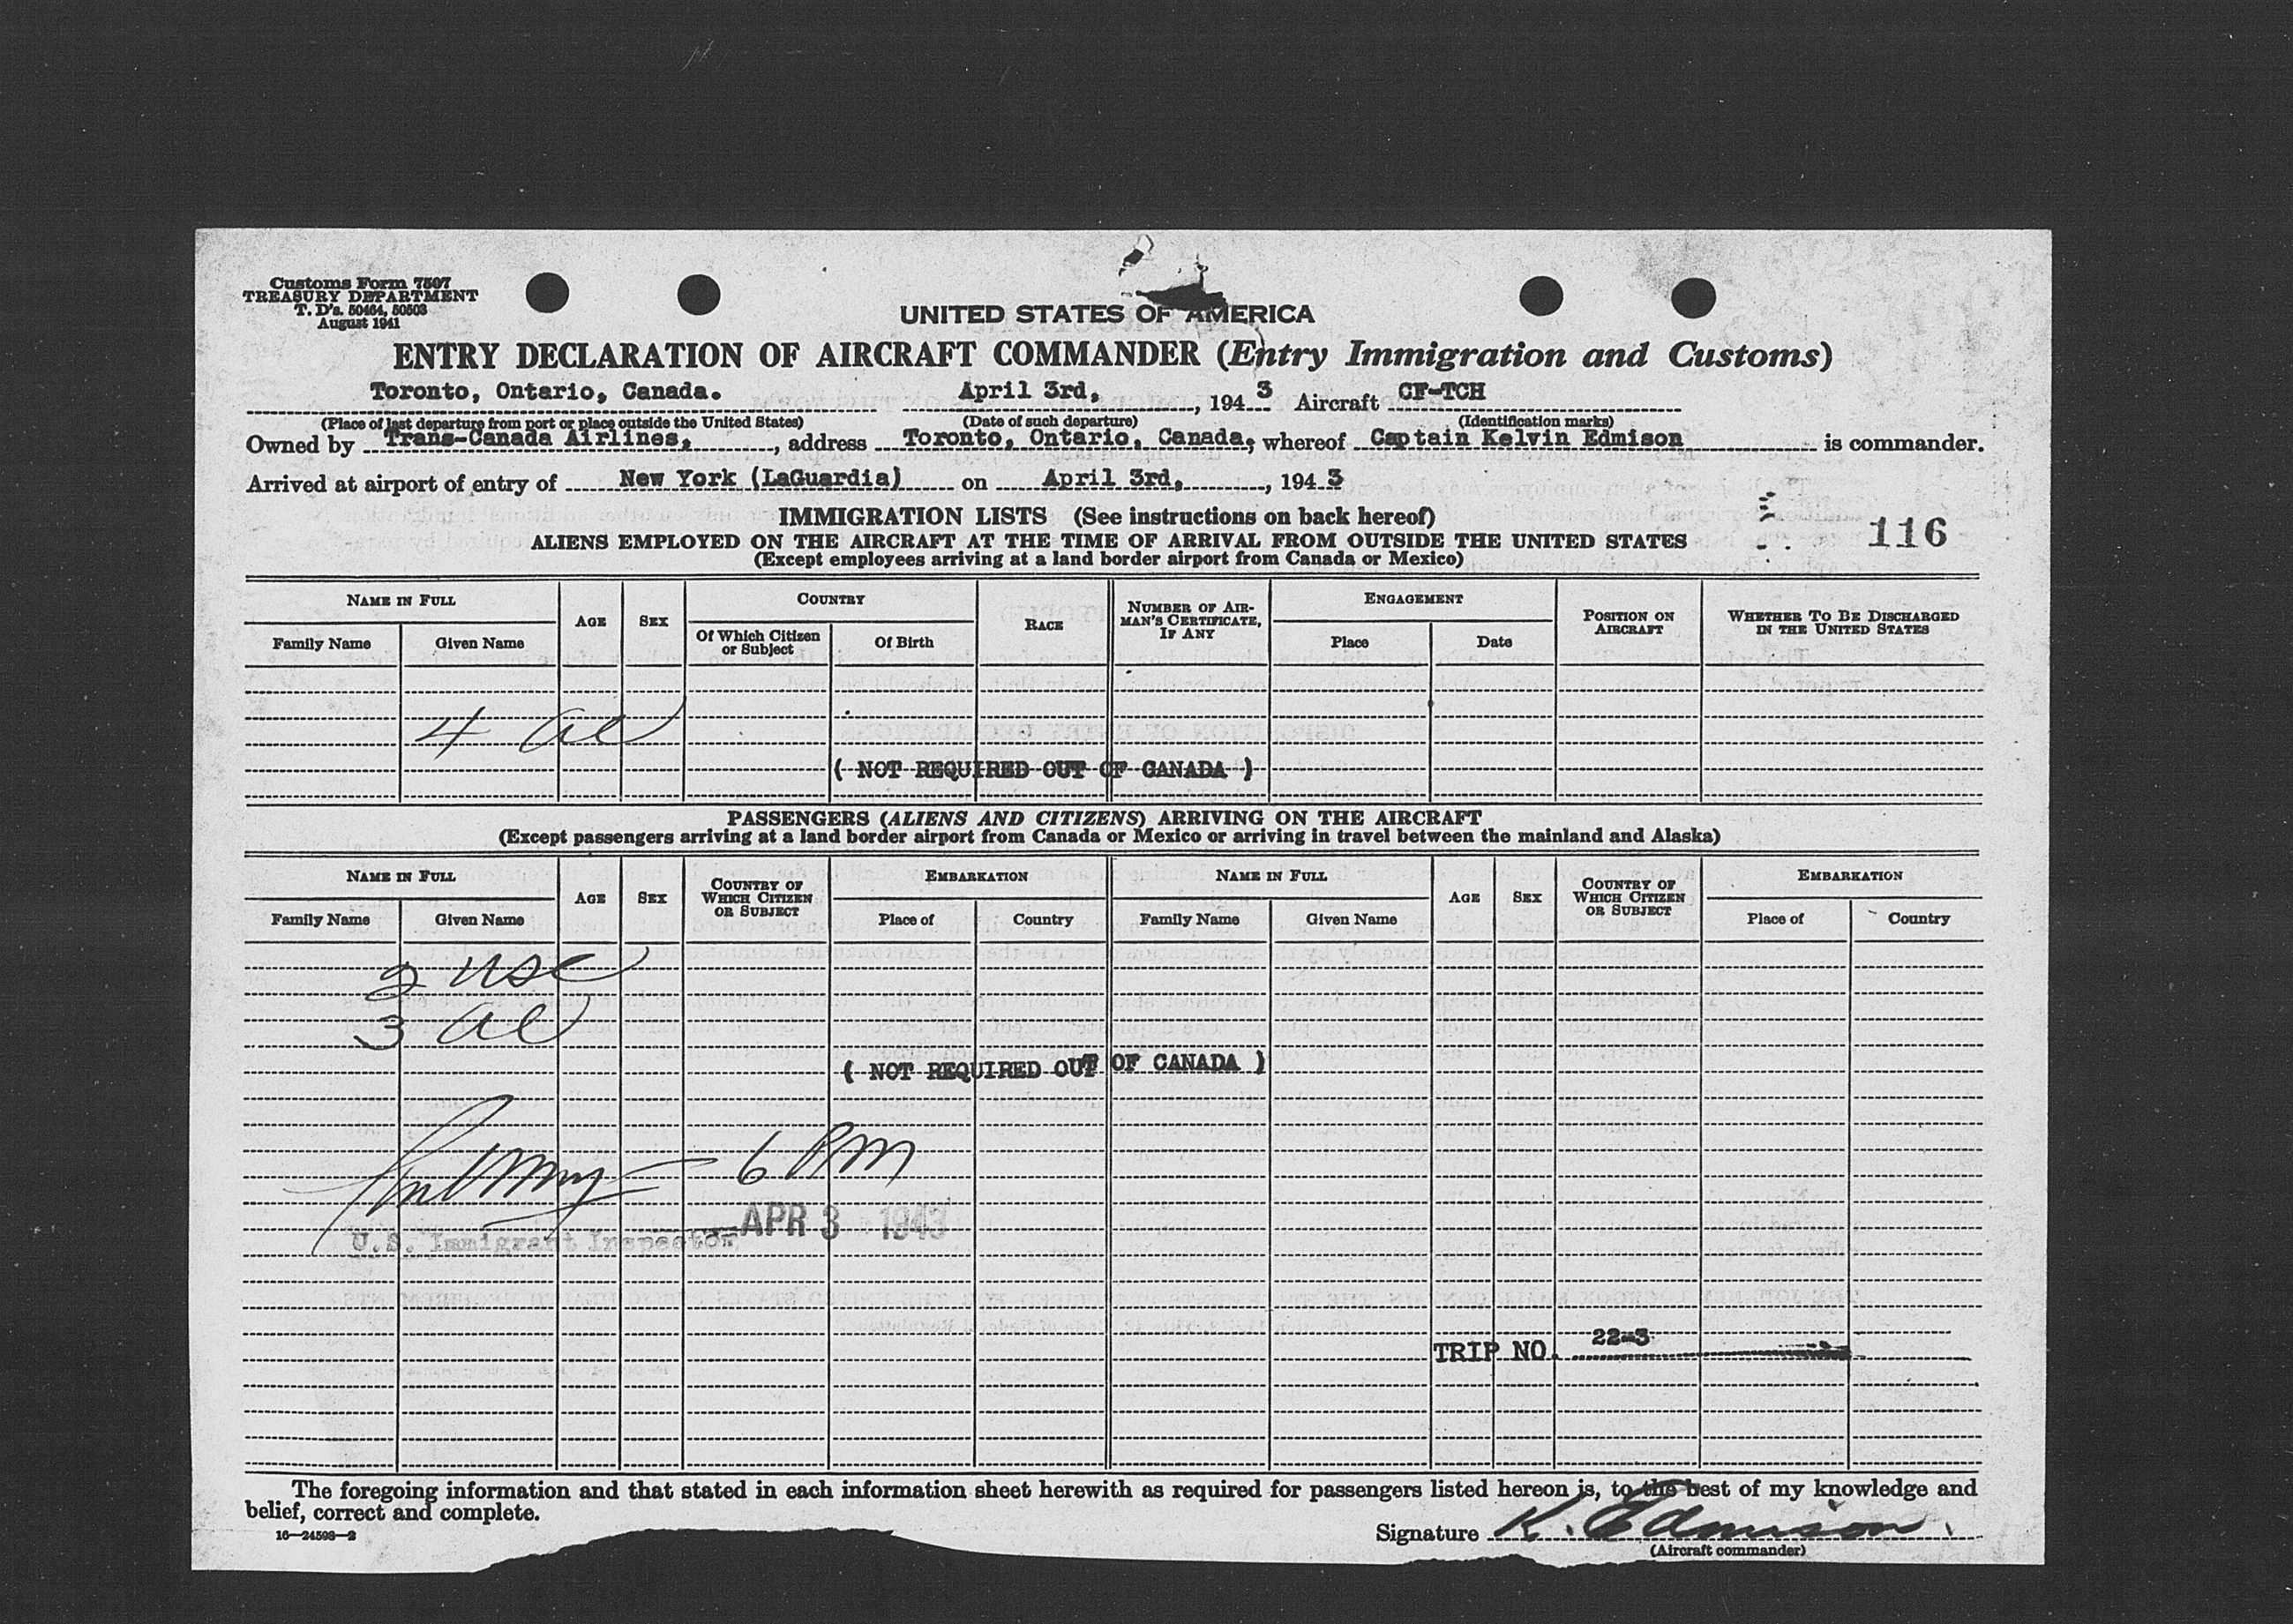 Customs Form 7507
TREASURY DEPARTMENT
T. D's. 50464, 50503
August 1941
UNITED STATES OF AMERICA
ENTRY DECLARATION OF AIRCRAFT COMMANDER (Entry Immigration and Customs)
Toronto, Ontario, Canada. April 3rd, , 194 3 Aircraft CF-TCH
(Place of last departure from port or place outside the United States) (Date of such departure) (Identification marks)
Owned by Trans-Canada Airlines, , address Toronto, Ontario, Canada, whereof Captain Kelvin Edmison is commander.
Arrived at airport of entry of New York (LaGuardia) on April 3rd, , 194 3
IMMIGRATION LISTS (See instructions on back hereof)
116
ALIENS EMPLOYED ON THE AIRCRAFT AT THE TIME OF ARRIVAL FROM OUTSIDE THE UNITED STATES
(Except employees arriving at a land border airport from Canada or Mexico)
NAME IN FULL AGE SEX COUNTRY RACE NUMBER OF AIRMAN'S CERTIFICATE, IF ANY ENGAGEMENT POSITION ON AIRCRAFT WHETHER TO BE DISCHARGED IN THE UNITED STATES
Family Name Given Name Of Which Citizen or Subject Of Birth Place Date
4 al
( NOT REQUIRED OUT OF CANADA )
PASSENGERS (ALIENS AND CITIZENS) ARRIVING ON THE AIRCRAFT
(Except passengers arriving at a land border airport from Canada or Mexico or arriving in travel between the mainland and Alaska)
NAME IN FULL AGE SEX COUNTRY OF WHICH CITIZEN OR SUBJECT EMBARKATION NAME IN FULL AGE SEX COUNTRY OF WHICH CITIZEN OR SUBJECT EMBARKATION
Family Name Given Name Place of Country Family Name Given Name Place of Country
2 usc
3 al
( NOT REQUIRED OUT OF CANADA )
6 PM
U.S. Immigrant Inspector APR 3 1943
TRIP NO. 22-3
The foregoing information and that stated in each information sheet herewith as required for passengers listed hereon is, to the best of my knowledge and
belief, correct and complete.
16—24598—2
Signature K. Edmison
(Aircraft commander)